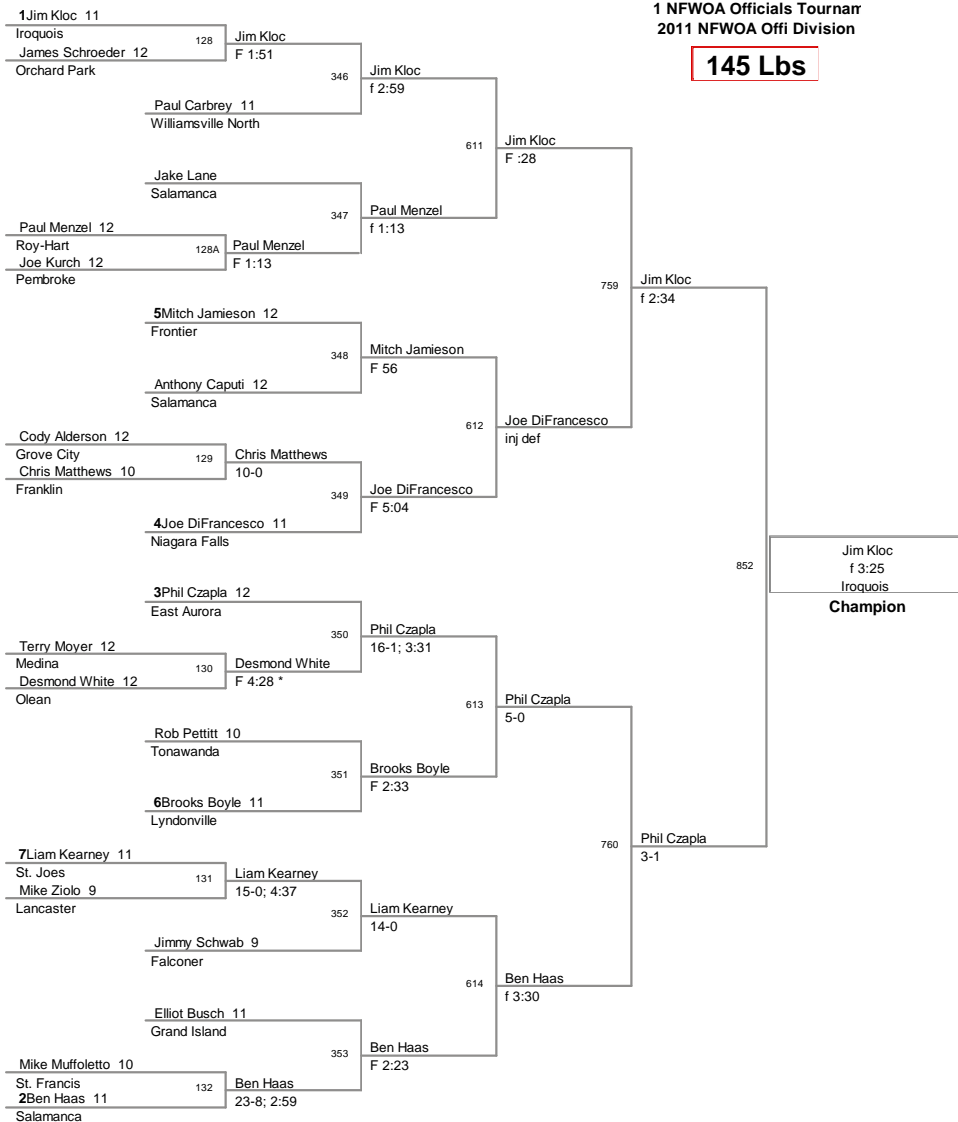 1 NFWOA Officials Tournam
2011 NFWOA Offi Division
145 Lbs
1Jim Kloc 11
Iroquois
128
James Schroeder 12
Orchard Park
Jim Kloc
F 1:51
346
Paul Carbrey 11
Williamsville North
Jim Kloc
f 2:59
611
Jake Lane
Salamanca
347
Paul Menzel 12
Roy-Hart
128A
Joe Kurch 12
Pembroke
Paul Menzel
F 1:13
Paul Menzel
f 1:13
Jim Kloc
F :28
759
5Mitch Jamieson 12
Frontier
348
Anthony Caputi 12
Salamanca
Mitch Jamieson
F 56
612
Cody Alderson 12
Grove City
129
Chris Matthews 10
Franklin
Chris Matthews
10-0
349
4Joe DiFrancesco 11
Niagara Falls
Joe DiFrancesco
F 5:04
Joe DiFrancesco
inj def
Jim Kloc
f 2:34
852
3Phil Czapla 12
East Aurora
350
Terry Moyer 12
Medina
130
Desmond White 12
Olean
Desmond White
F 4:28 *
Phil Czapla
16-1; 3:31
613
Rob Pettitt 10
Tonawanda
351
6Brooks Boyle 11
Lyndonville
Brooks Boyle
F 2:33
Phil Czapla
5-0
760
7Liam Kearney 11
St. Joes
131
Mike Ziolo 9
Lancaster
Liam Kearney
15-0; 4:37
352
Jimmy Schwab 9
Falconer
Liam Kearney
14-0
614
Elliot Busch 11
Grand Island
353
Mike Muffoletto 10
St. Francis
132
2Ben Haas 11
Salamanca
Ben Haas
23-8; 2:59
Ben Haas
F 2:23
Ben Haas
f 3:30
Phil Czapla
3-1
Jim Kloc
f 3:25
Iroquois
Champion